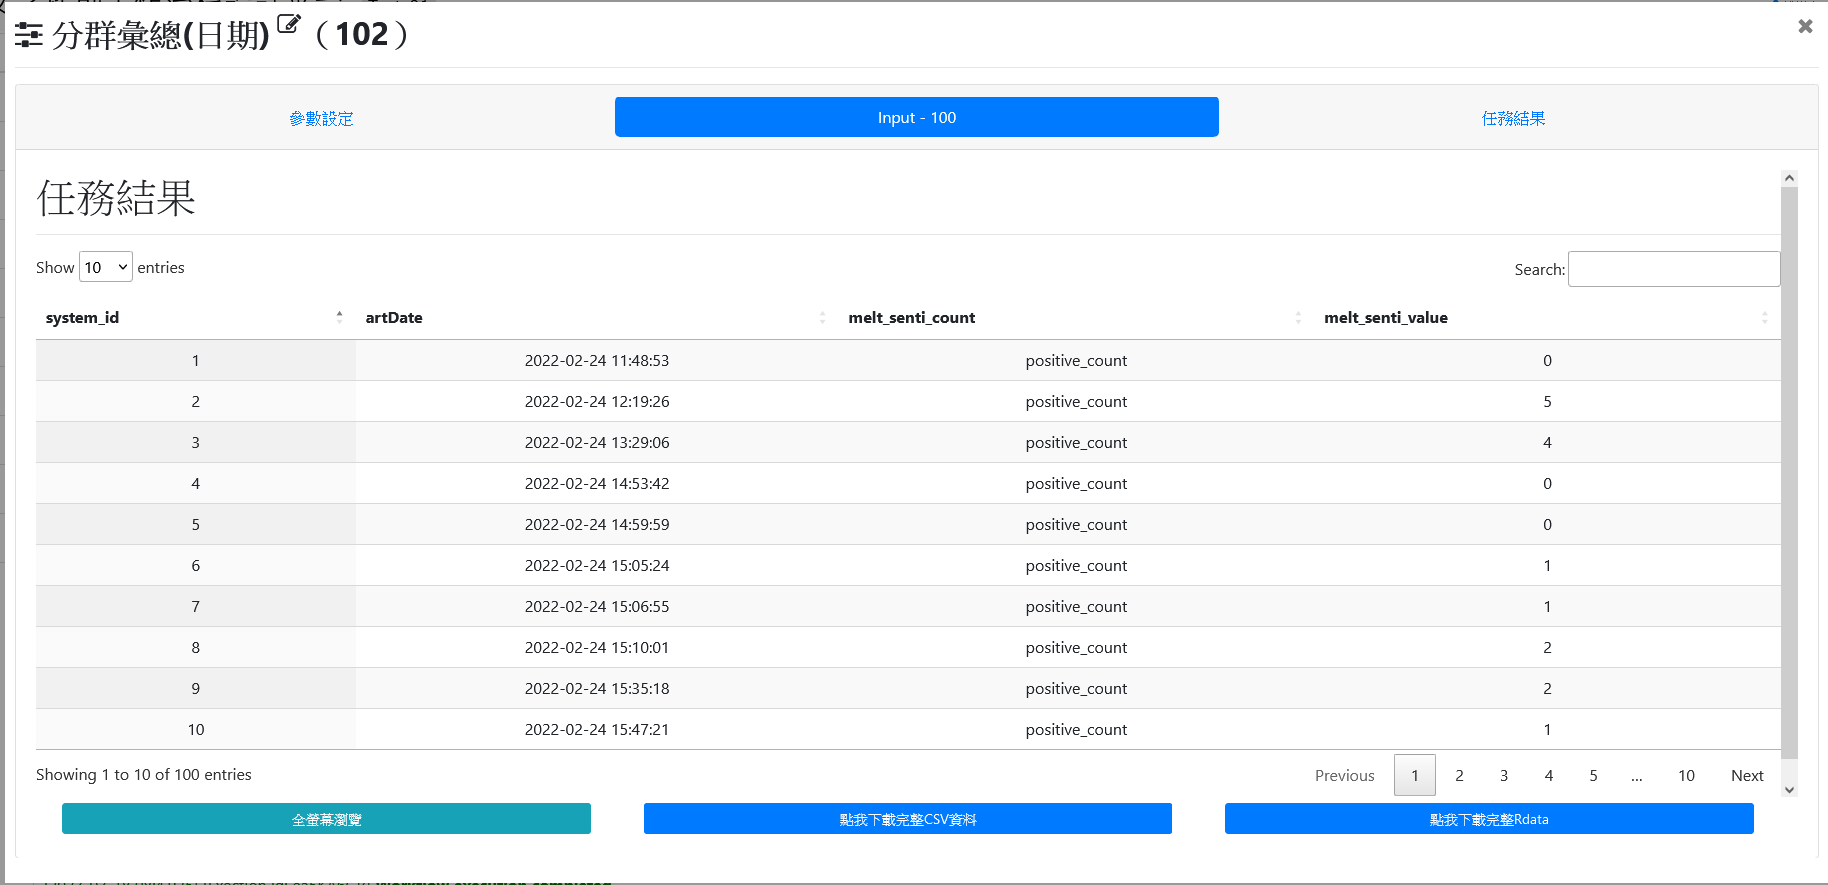 分群彙總(日期) （102）
參數設定 Input - 100 任務結果
任務結果
Show 10 entries Search:
system_id artDate melt_senti_count melt_senti_value
1 2022-02-24 11:48:53 positive_count 0
2 2022-02-24 12:19:26 positive_count 5
3 2022-02-24 13:29:06 positive_count 4
4 2022-02-24 14:53:42 positive_count 0
5 2022-02-24 14:59:59 positive_count 0
6 2022-02-24 15:05:24 positive_count 1
7 2022-02-24 15:06:55 positive_count 1
8 2022-02-24 15:10:01 positive_count 2
9 2022-02-24 15:35:18 positive_count 2
10 2022-02-24 15:47:21 positive_count 1
Showing 1 to 10 of 100 entries Previous 1 2 3 4 5 ... 10 Next
全螢幕瀏覽 點我下載完整CSV資料 點我下載完整Rdata